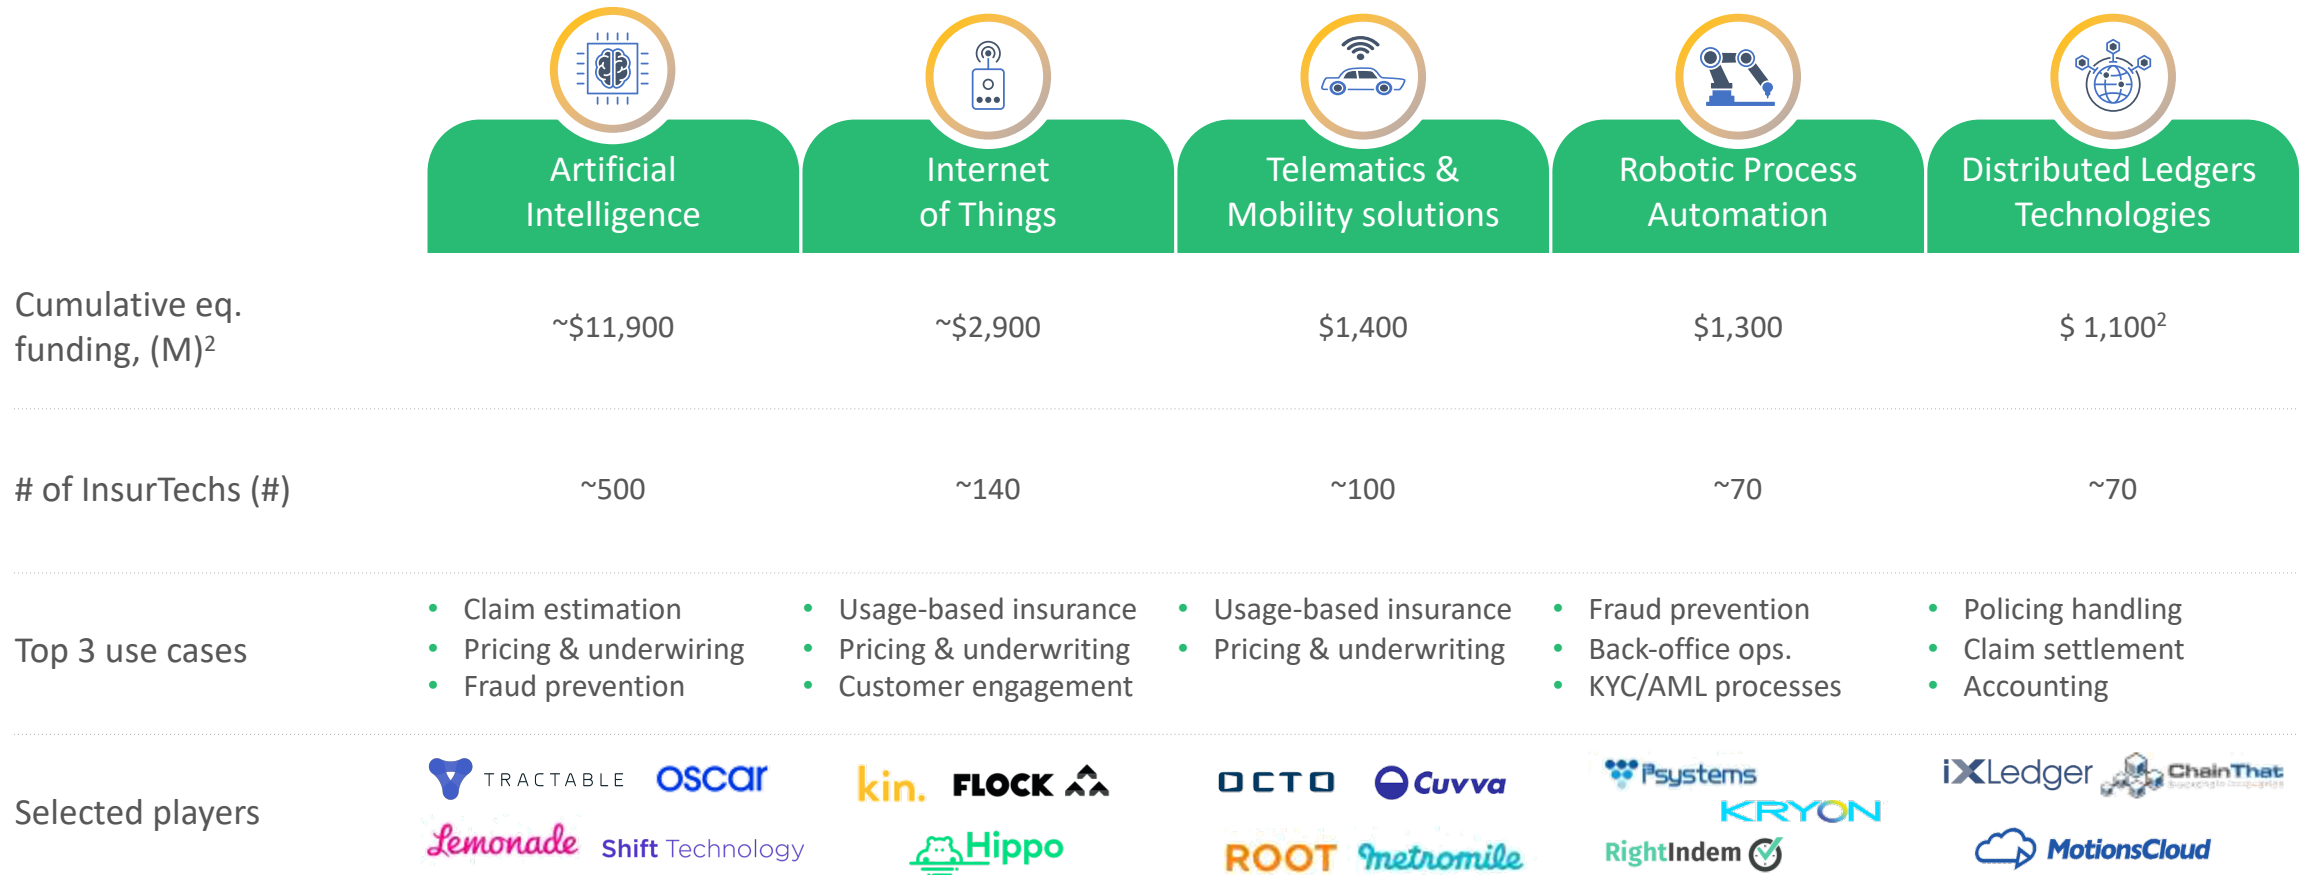 Artificial
Intelligence
Internet
of Things
Telematics &
Mobility solutions
Robotic Process
Automation
Distributed Ledgers
Technologies
Cumulative eq.
funding, (M)2
~$11,900
~$2,900
$1,400
$1,300
$ 1,1002
# of InsurTechs (#)
~500
~140
~100
~70
~70
Top 3 use cases
• Claim estimation
• Pricing & underwiring
• Fraud prevention
• Usage-based insurance
• Pricing & underwriting
• Customer engagement
• Usage-based insurance
• Pricing & underwriting
• Fraud prevention
• Back-office ops.
• KYC/AML processes
• Policing handling
• Claim settlement
• Accounting
Selected players
TRACTABLE
oscar
Lemonade
Shift Technology
kin.
FLOCK
Hippo
OCTO
Cuvva
ROOT
metromile
Psystems
KRYON
RightIndem
iXLedger
ChainThat
MotionsCloud